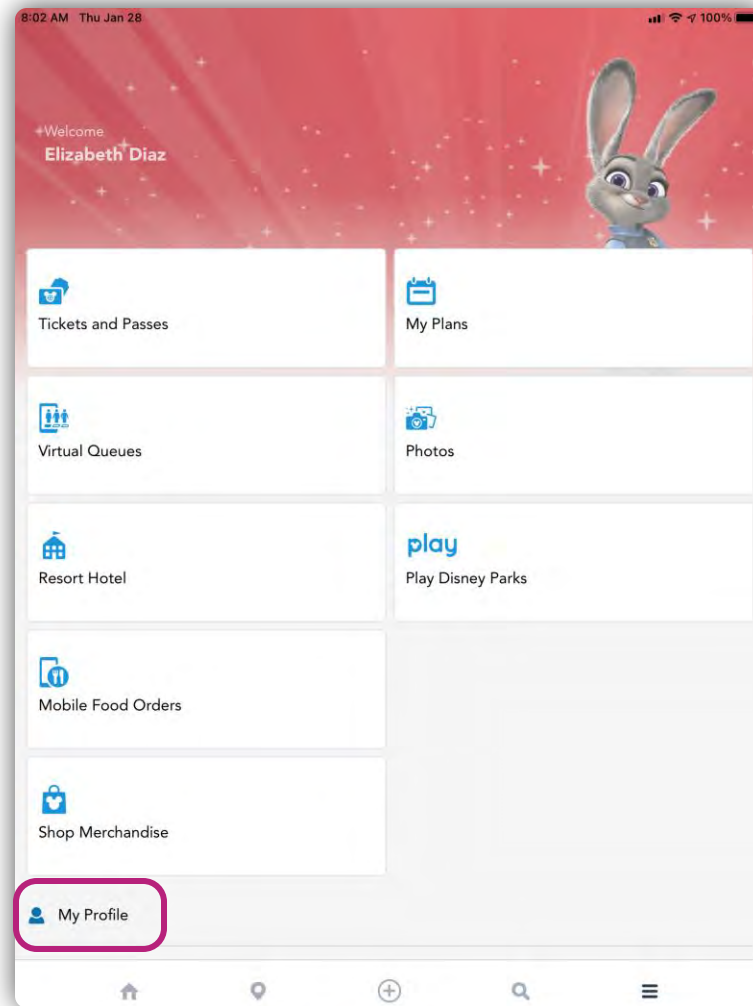 8:02 AM Thu Jan 28 100%
Welcome
Elizabeth Diaz
Tickets and Passes My Plans
Virtual Queues Photos
play
Resort Hotel Play Disney Parks
Mobile Food Orders
Shop Merchandise
My Profile